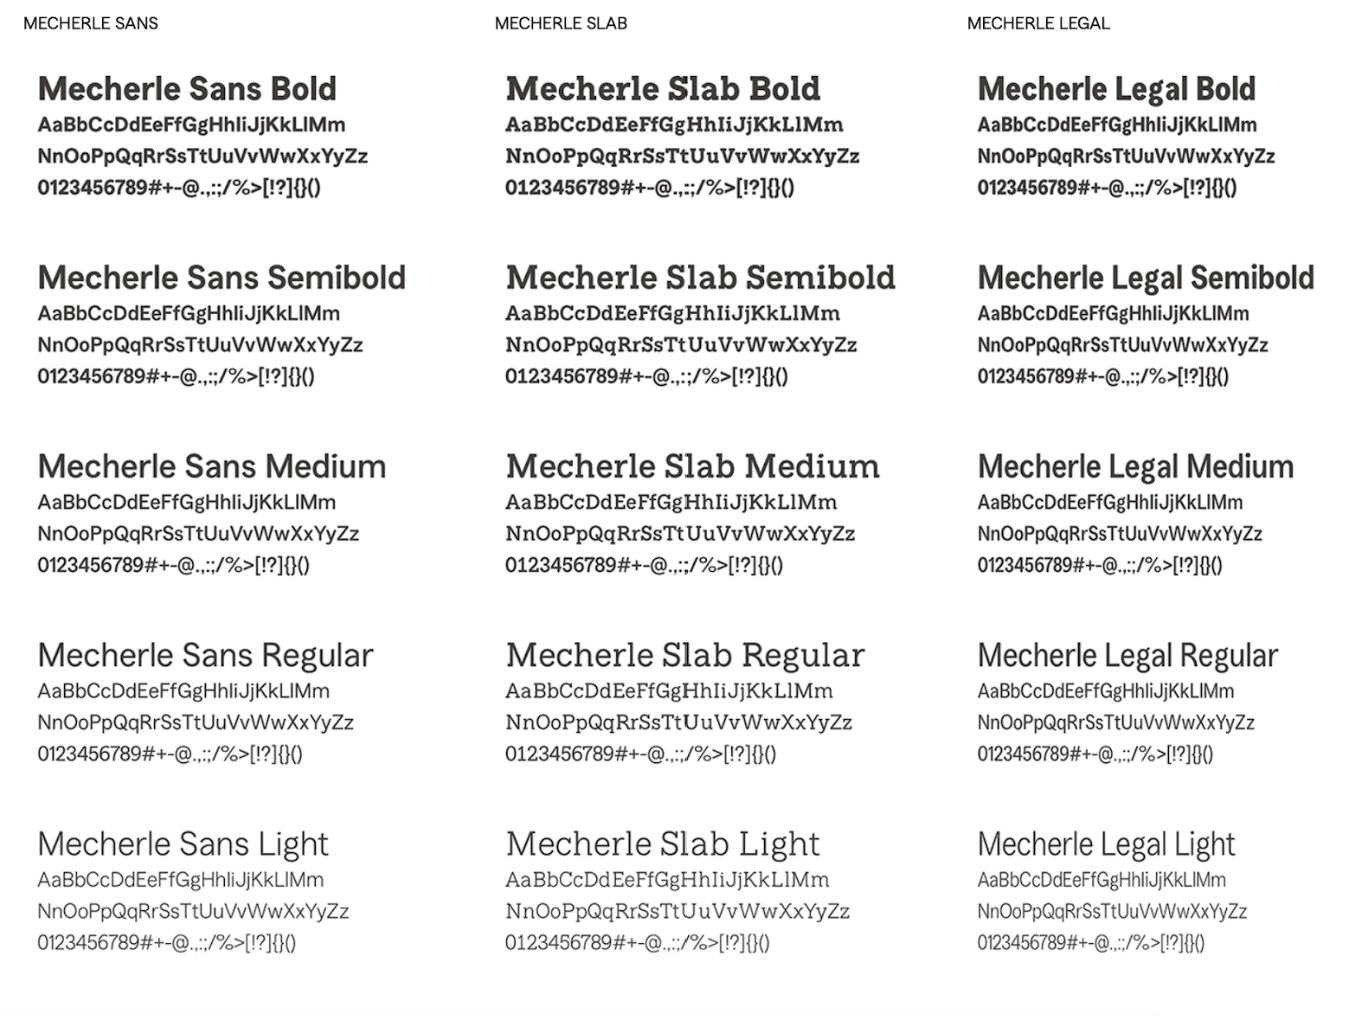 MECHERLE SANS
Mecherle Sans Bold
AaBbCcDdEeFfGgHhIiJjKkLlMm
NnOoPpQqRrSsTtUuVvWwXxYyZz
0123456789#+-@.,:;/%>[!?]{}()
Mecherle Sans Semibold
AaBbCcDdEeFfGgHhIiJjKkLlMm
NnOoPpQqRrSsTtUuVvWwXxYyZz
0123456789#+-@.,:;/%>[!?]{}()
Mecherle Sans Medium
AaBbCcDdEeFfGgHhIiJjKkLlMm
NnOoPpQqRrSsTtUuVvWwXxYyZz
0123456789#+-@.,:;/%>[!?]{}()
Mecherle Sans Regular
AaBbCcDdEeFfGgHhIiJjKkLlMm
NnOoPpQqRrSsTtUuVvWwXxYyZz
0123456789#+-@.,:;/%>[!?]{}()
Mecherle Sans Light
AaBbCcDdEeFfGgHhIiJjKkLlMm
NnOoPpQqRrSsTtUuVvWwXxYyZz
0123456789#+-@.,:;/%>[!?]{}()
MECHERLE SLAB
Mecherle Slab Bold
AaBbCcDdEeFfGgHhIiJjKkLlMm
NnOoPpQqRrSsTtUuVvWwXxYyZz
0123456789#+-@.,:;/%>[!?]{}()
Mecherle Slab Semibold
AaBbCcDdEeFfGgHhIiJjKkLlMm
NnOoPpQqRrSsTtUuVvWwXxYyZz
0123456789#+-@.,:;/%>[!?]{}()
Mecherle Slab Medium
AaBbCcDdEeFfGgHhIiJjKkLlMm
NnOoPpQqRrSsTtUuVvWwXxYyZz
0123456789#+-@.,:;/%>[!?]{}()
Mecherle Slab Regular
AaBbCcDdEeFfGgHhIiJjKkLlMm
NnOoPpQqRrSsTtUuVvWwXxYyZz
0123456789#+-@.,:;/%>[!?]{}()
Mecherle Slab Light
AaBbCcDdEeFfGgHhIiJjKkLlMm
NnOoPpQqRrSsTtUuVvWwXxYyZz
0123456789#+-@.,:;/%>[!?]{}()
MECHERLE LEGAL
Mecherle Legal Bold
AaBbCcDdEeFfGgHhIiJjKkLlMm
NnOoPpQqRrSsTtUuVvWwXxYyZz
0123456789#+-@.,:;/%>[!?]{}()
Mecherle Legal Semibold
AaBbCcDdEeFfGgHhIiJjKkLlMm
NnOoPpQqRrSsTtUuVvWwXxYyZz
0123456789#+-@.,:;/%>[!?]{}()
Mecherle Legal Medium
AaBbCcDdEeFfGgHhIiJjKkLlMm
NnOoPpQqRrSsTtUuVvWwXxYyZz
0123456789#+-@.,:;/%>[!?]{}()
Mecherle Legal Regular
AaBbCcDdEeFfGgHhIiJjKkLlMm
NnOoPpQqRrSsTtUuVvWwXxYyZz
0123456789#+-@.,:;/%>[!?]{}()
Mecherle Legal Light
AaBbCcDdEeFfGgHhIiJjKkLlMm
NnOoPpQqRrSsTtUuVvWwXxYyZz
0123456789#+-@.,:;/%>[!?]{}()